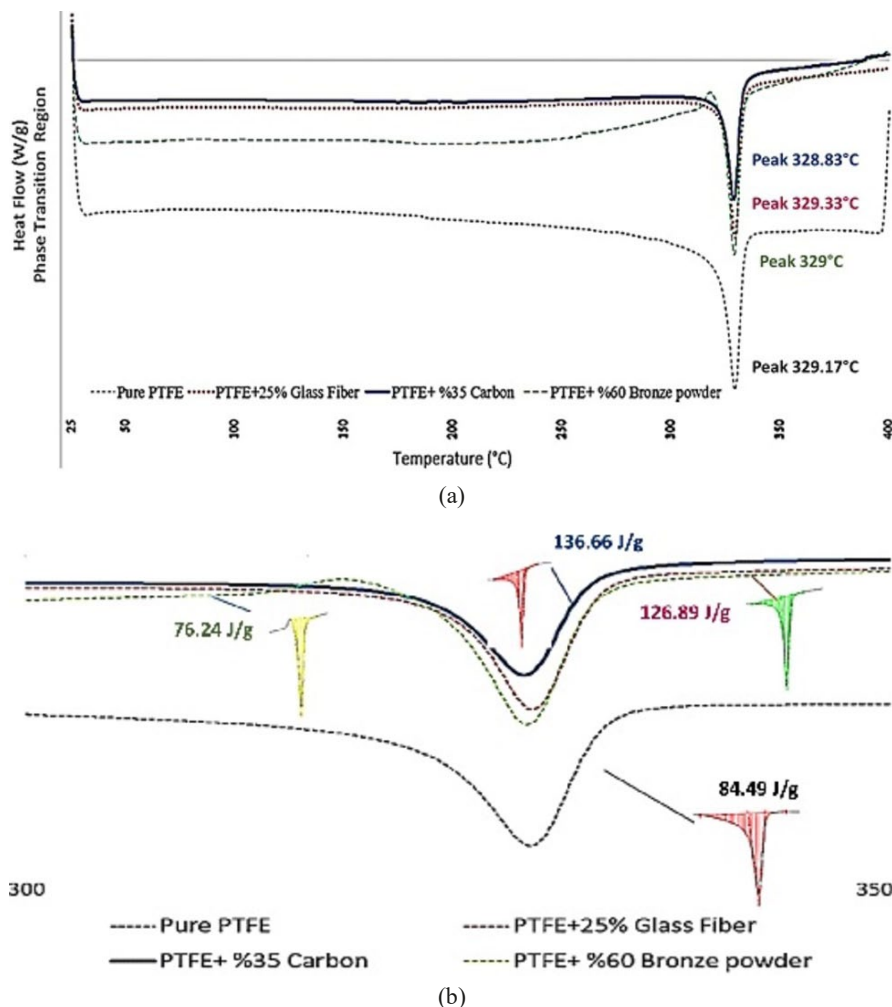 Heat Flow (W/g)
Phase Transition Region
Peak 328.83°C
Peak 329.33°C
Peak 329°C
Peak 329.17°C
Pure PTFE PTFE+25% Glass Fiber PTFE+ %35 Carbon PTFE+ %60 Bronze powder
25 50 100 150 200 250 300 350 400
Temperature (°C)
(a)
136.66 J/g
76.24 J/g
126.89 J/g
84.49 J/g
300 350
Pure PTFE PTFE+25% Glass Fiber
PTFE+ %35 Carbon PTFE+ %60 Bronze powder
(b)